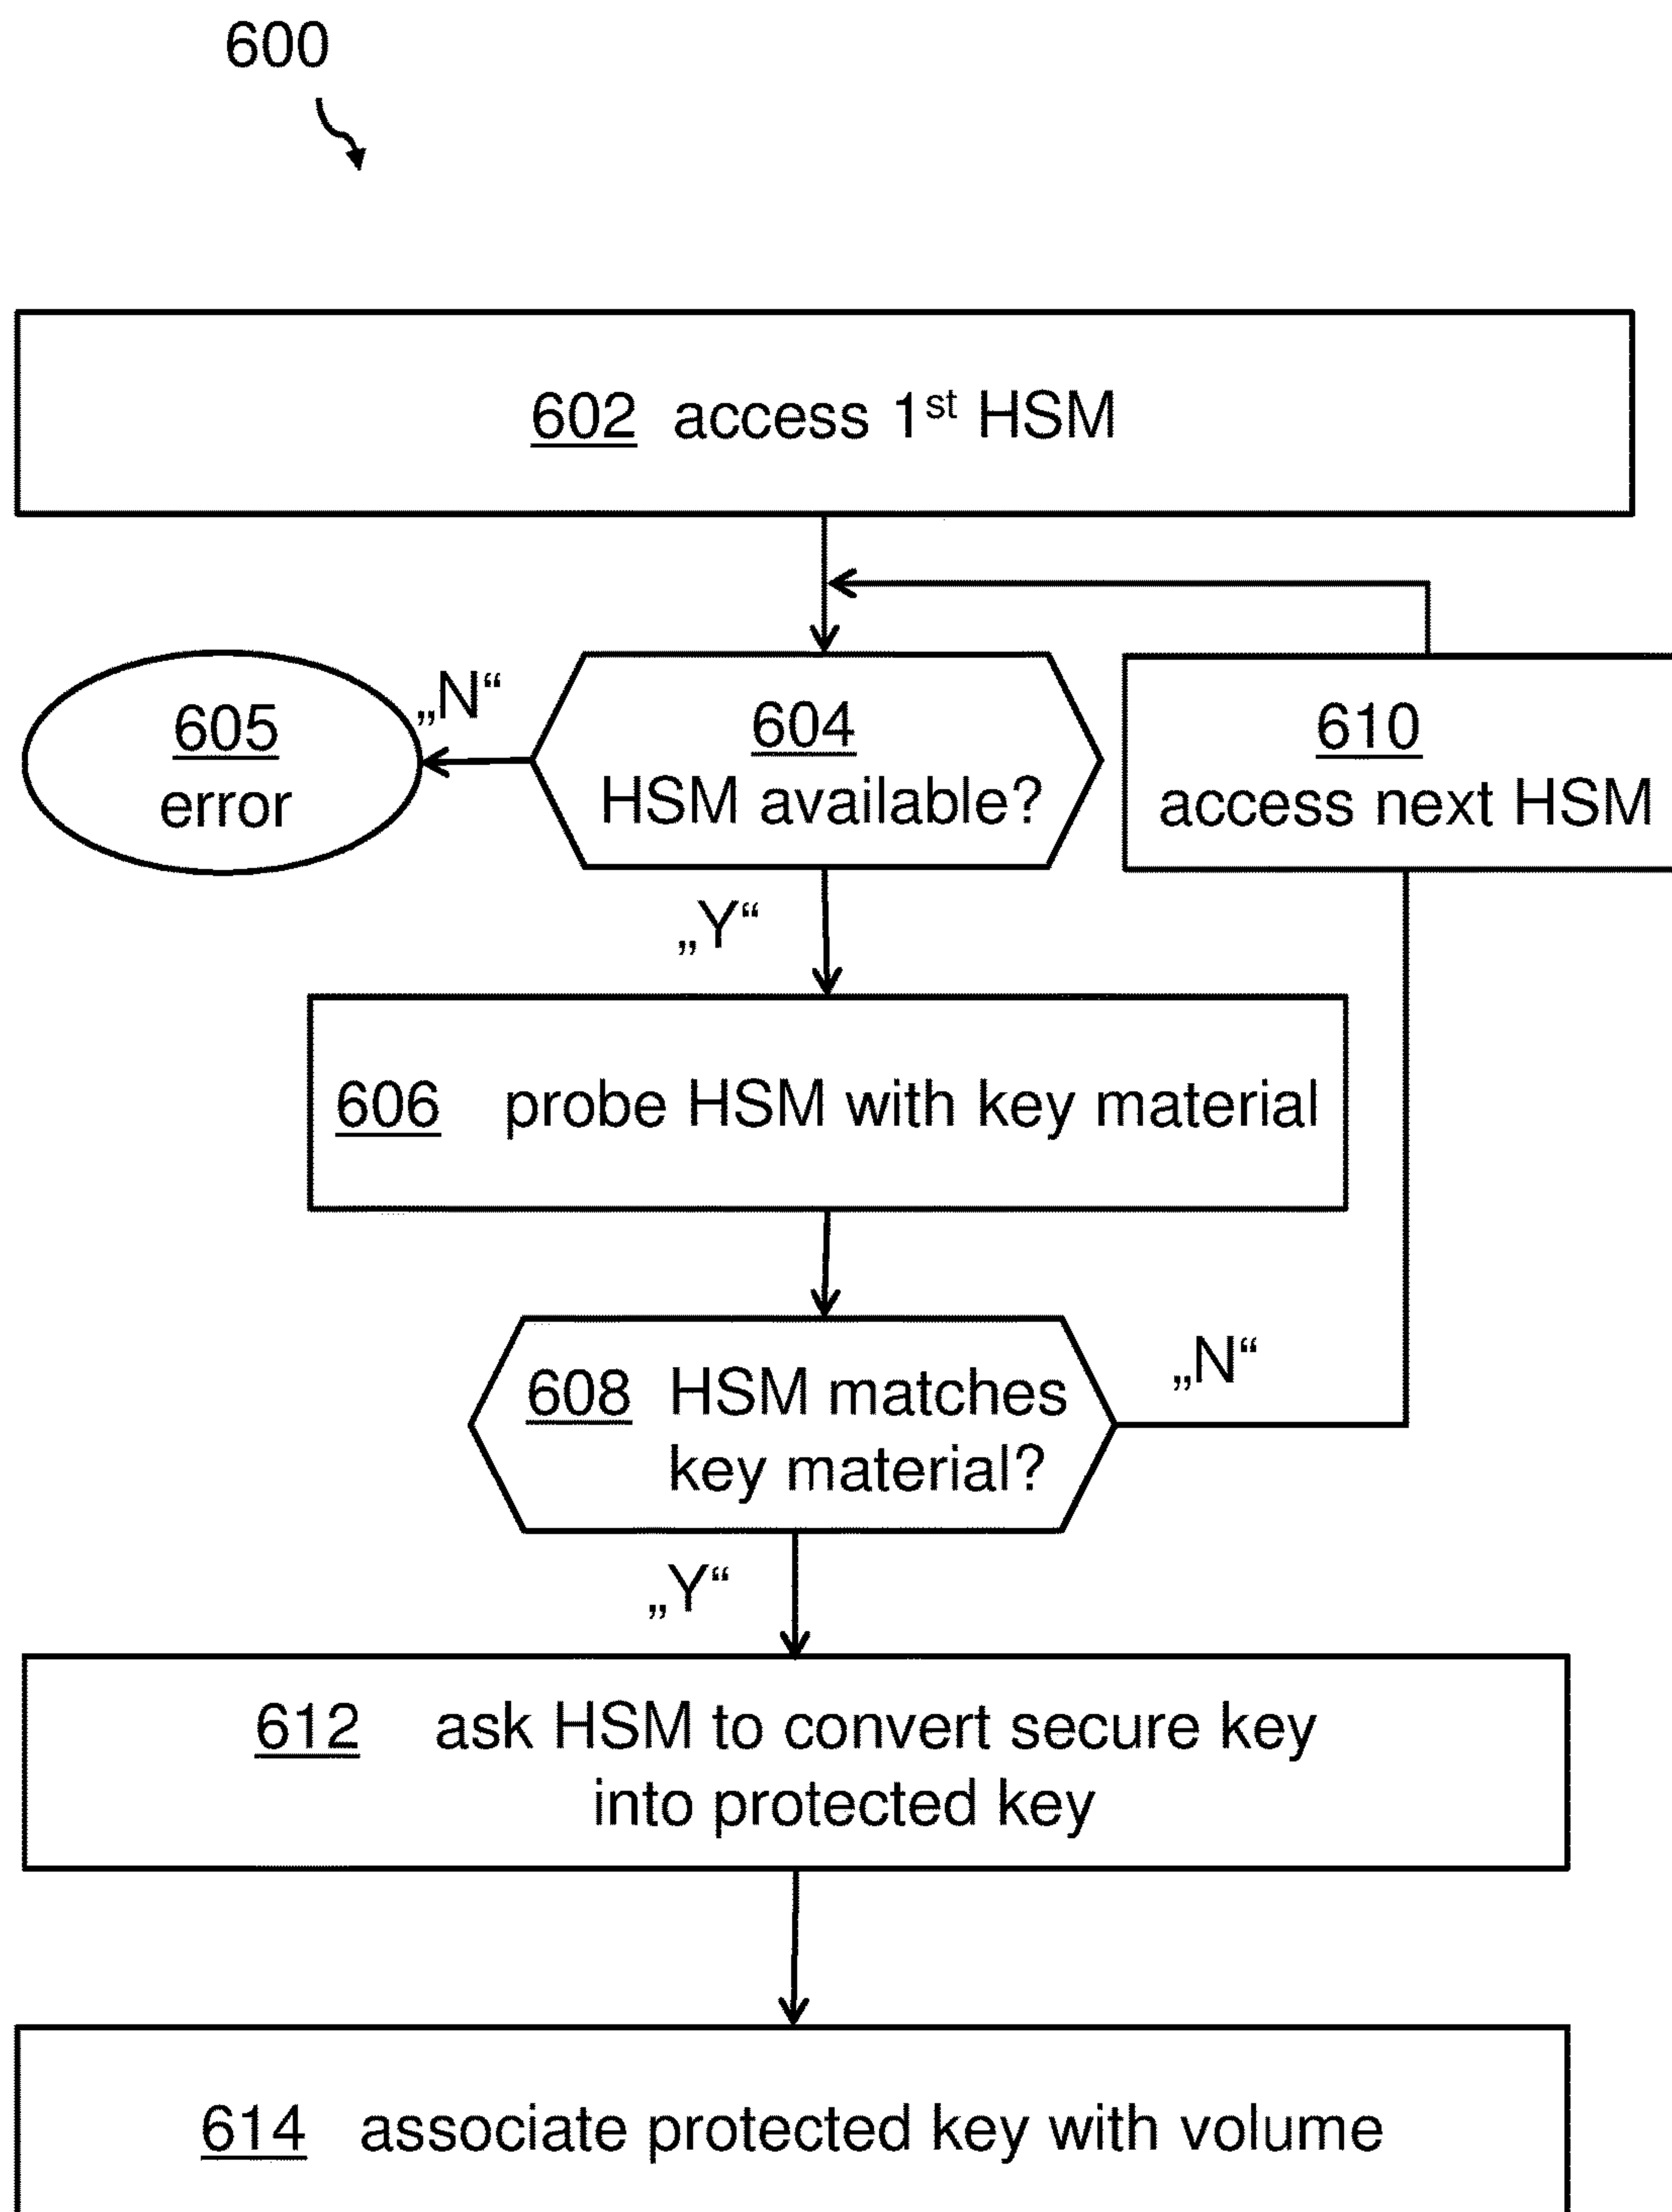 600
602 access 1st HSM
„N“
605
error
604
HSM available?
610
access next HSM
„Y“
606 probe HSM with key material
608 HSM matches
key material?
„N“
„Y“
612 ask HSM to convert secure key
into protected key
614 associate protected key with volume